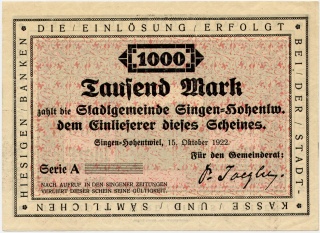 DIE/EINLÖSUNG/ERFOLGT
BEI/DER/STADT-
KASSE/UND/SÄMTLICHEN
HIESIGEN/BANKEN
1000
Tausend Mark
zahlt die Stadtgemeinde Singen-Hohentw.
dem Einlieferer dieses Scheines.
Singen-Hohentwiel, 15. Oktober 1922.
Für den Gemeinderat:
Serie A
NACH AUFRUF IN DEN SINGENER ZEITUNGEN
VERLIERT DIESER SCHEIN SEINE GÜLTIGKEIT.